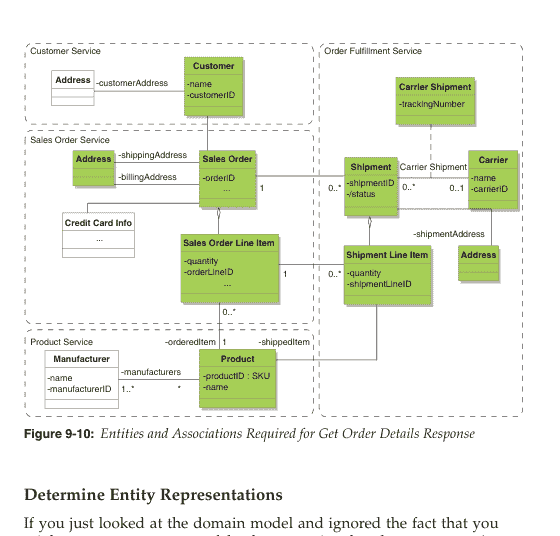 Customer Service
Order Fulfillment Service
Customer
-name
-customerID
Address
-customerAddress
Carrier Shipment
-trackingNumber
Sales Order Service
Address
-shippingAddress
-billingAddress
Sales Order
-orderID
...
1
0..*
Shipment
-shipmentID
-/status
Carrier Shipment
0..*
0..1
Carrier
-name
-carrierID
Credit Card Info
...
-shipmentAddress
Sales Order Line Item
-quantity
-orderLineID
...
1
0..*
Shipment Line Item
-quantity
-shipmentLineID
Address
0..*
Product Service
-orderedItem
1
-shippedItem
Manufacturer
-name
-manufacturerID
-manufacturers
1..*
*
Product
-productID : SKU
-name
Figure 9-10: Entities and Associations Required for Get Order Details Response
Determine Entity Representations
If you just looked at the domain model and ignored the fact that you